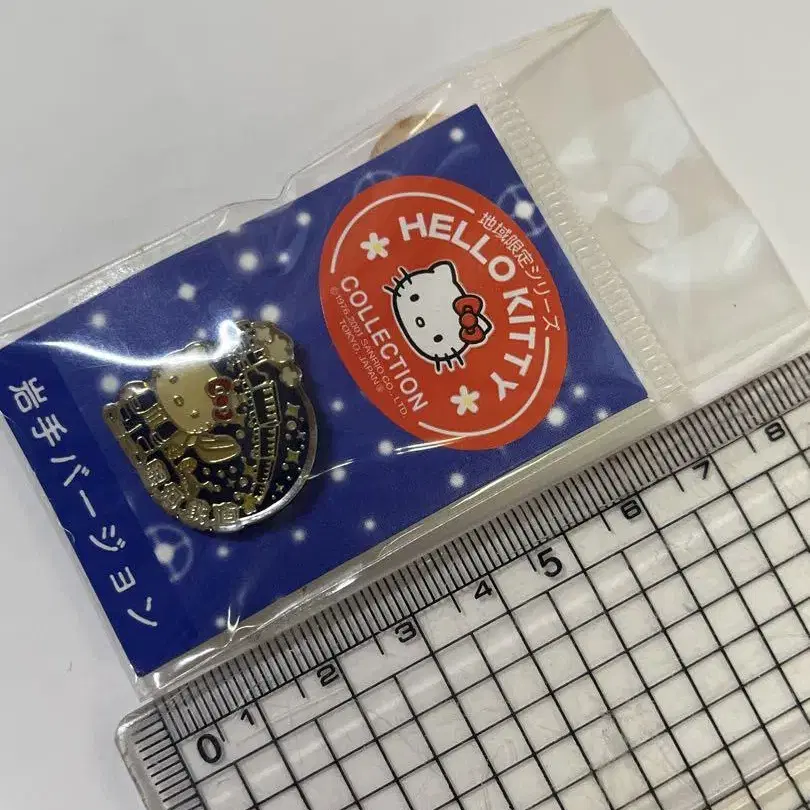 地域限定シリーズ
HELLO KITTY
COLLECTION
©1976, 2001 SANRIO CO., LTD.
TOKYO, JAPAN ®
岩手バージョン
0 1 2 3 4 5 6 7 8